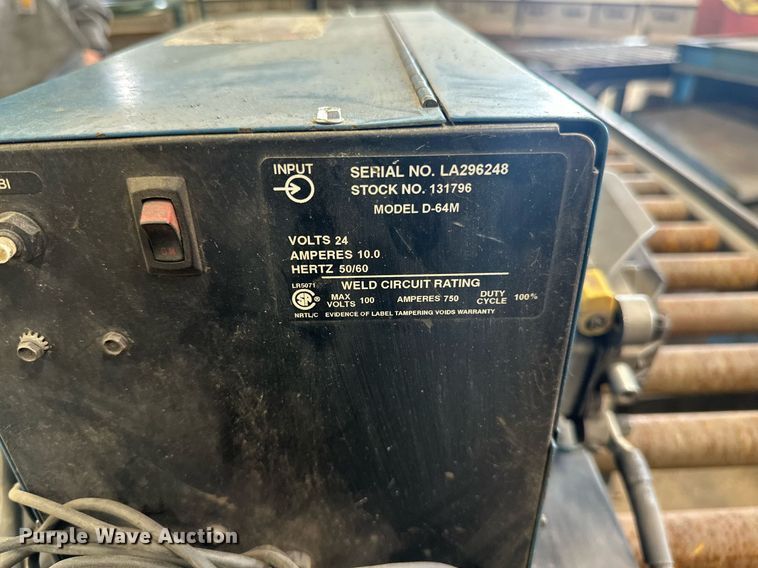 BI
INPUT
SERIAL NO. LA296248
STOCK NO. 131796
MODEL D-64M
VOLTS 24
AMPERES 10.0
HERTZ 50/60
WELD CIRCUIT RATING
LR5071
MAX VOLTS 100 AMPERES 750 DUTY CYCLE 100%
NRTL/C EVIDENCE OF LABEL TAMPERING VOIDS WARRANTY
Purple Wave Auction